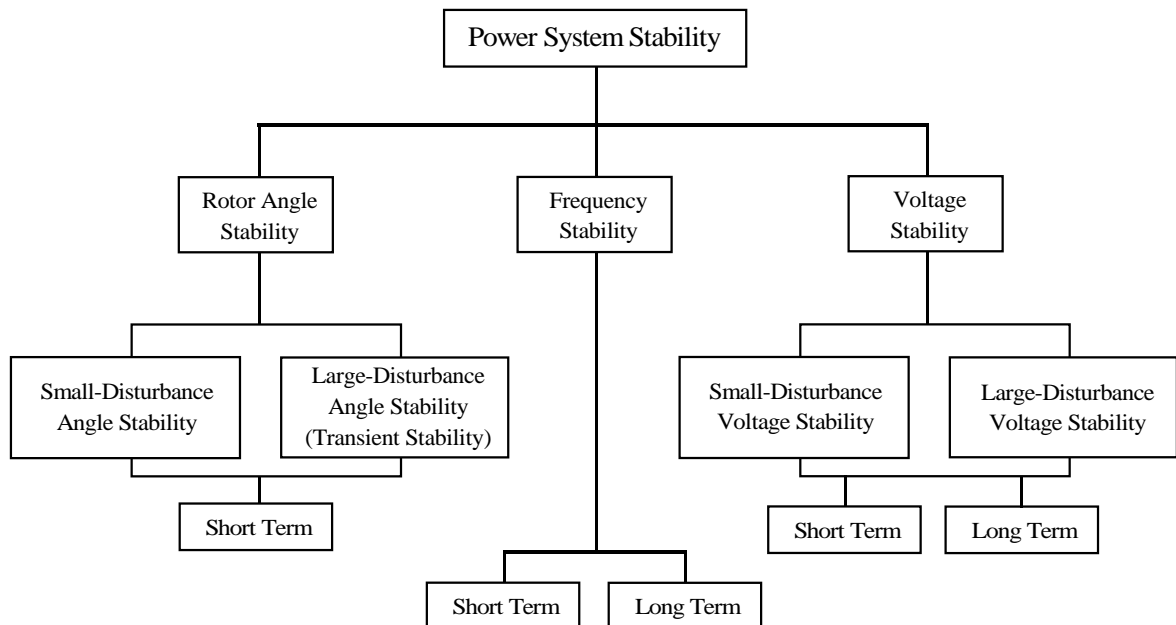 Power System Stability
Rotor Angle
Stability
Frequency
Stability
Voltage
Stability
Small-Disturbance
Angle Stability
Large-Disturbance
Angle Stability
(Transient Stability)
Small-Disturbance
Voltage Stability
Large-Disturbance
Voltage Stability
Short Term
Short Term
Long Term
Short Term
Long Term